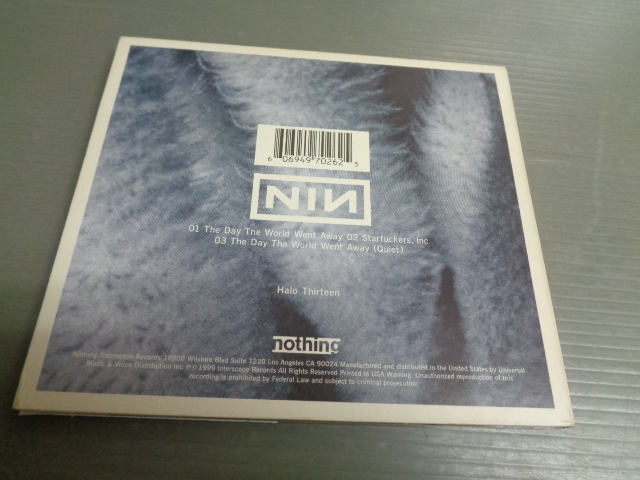 6 06949 70262 5
NIN
01 The Day The World Went Away 02 Starfuckers, Inc
03 The Day The World Went Away (Quiet)
Halo Thirteen
nothing
Nothing/Interscope Records 10900 Wilshire Blvd Suite 1230 Los Angeles CA 90024 Manufactured and distributed in the United States by Universal
Music & Video Distribution Inc ℗ © 1999 Interscope Records All Rights Reserved Printed in USA Warning: Unauthorized reproduction of this
recording is prohibited by Federal Law and subject to criminal prosecution